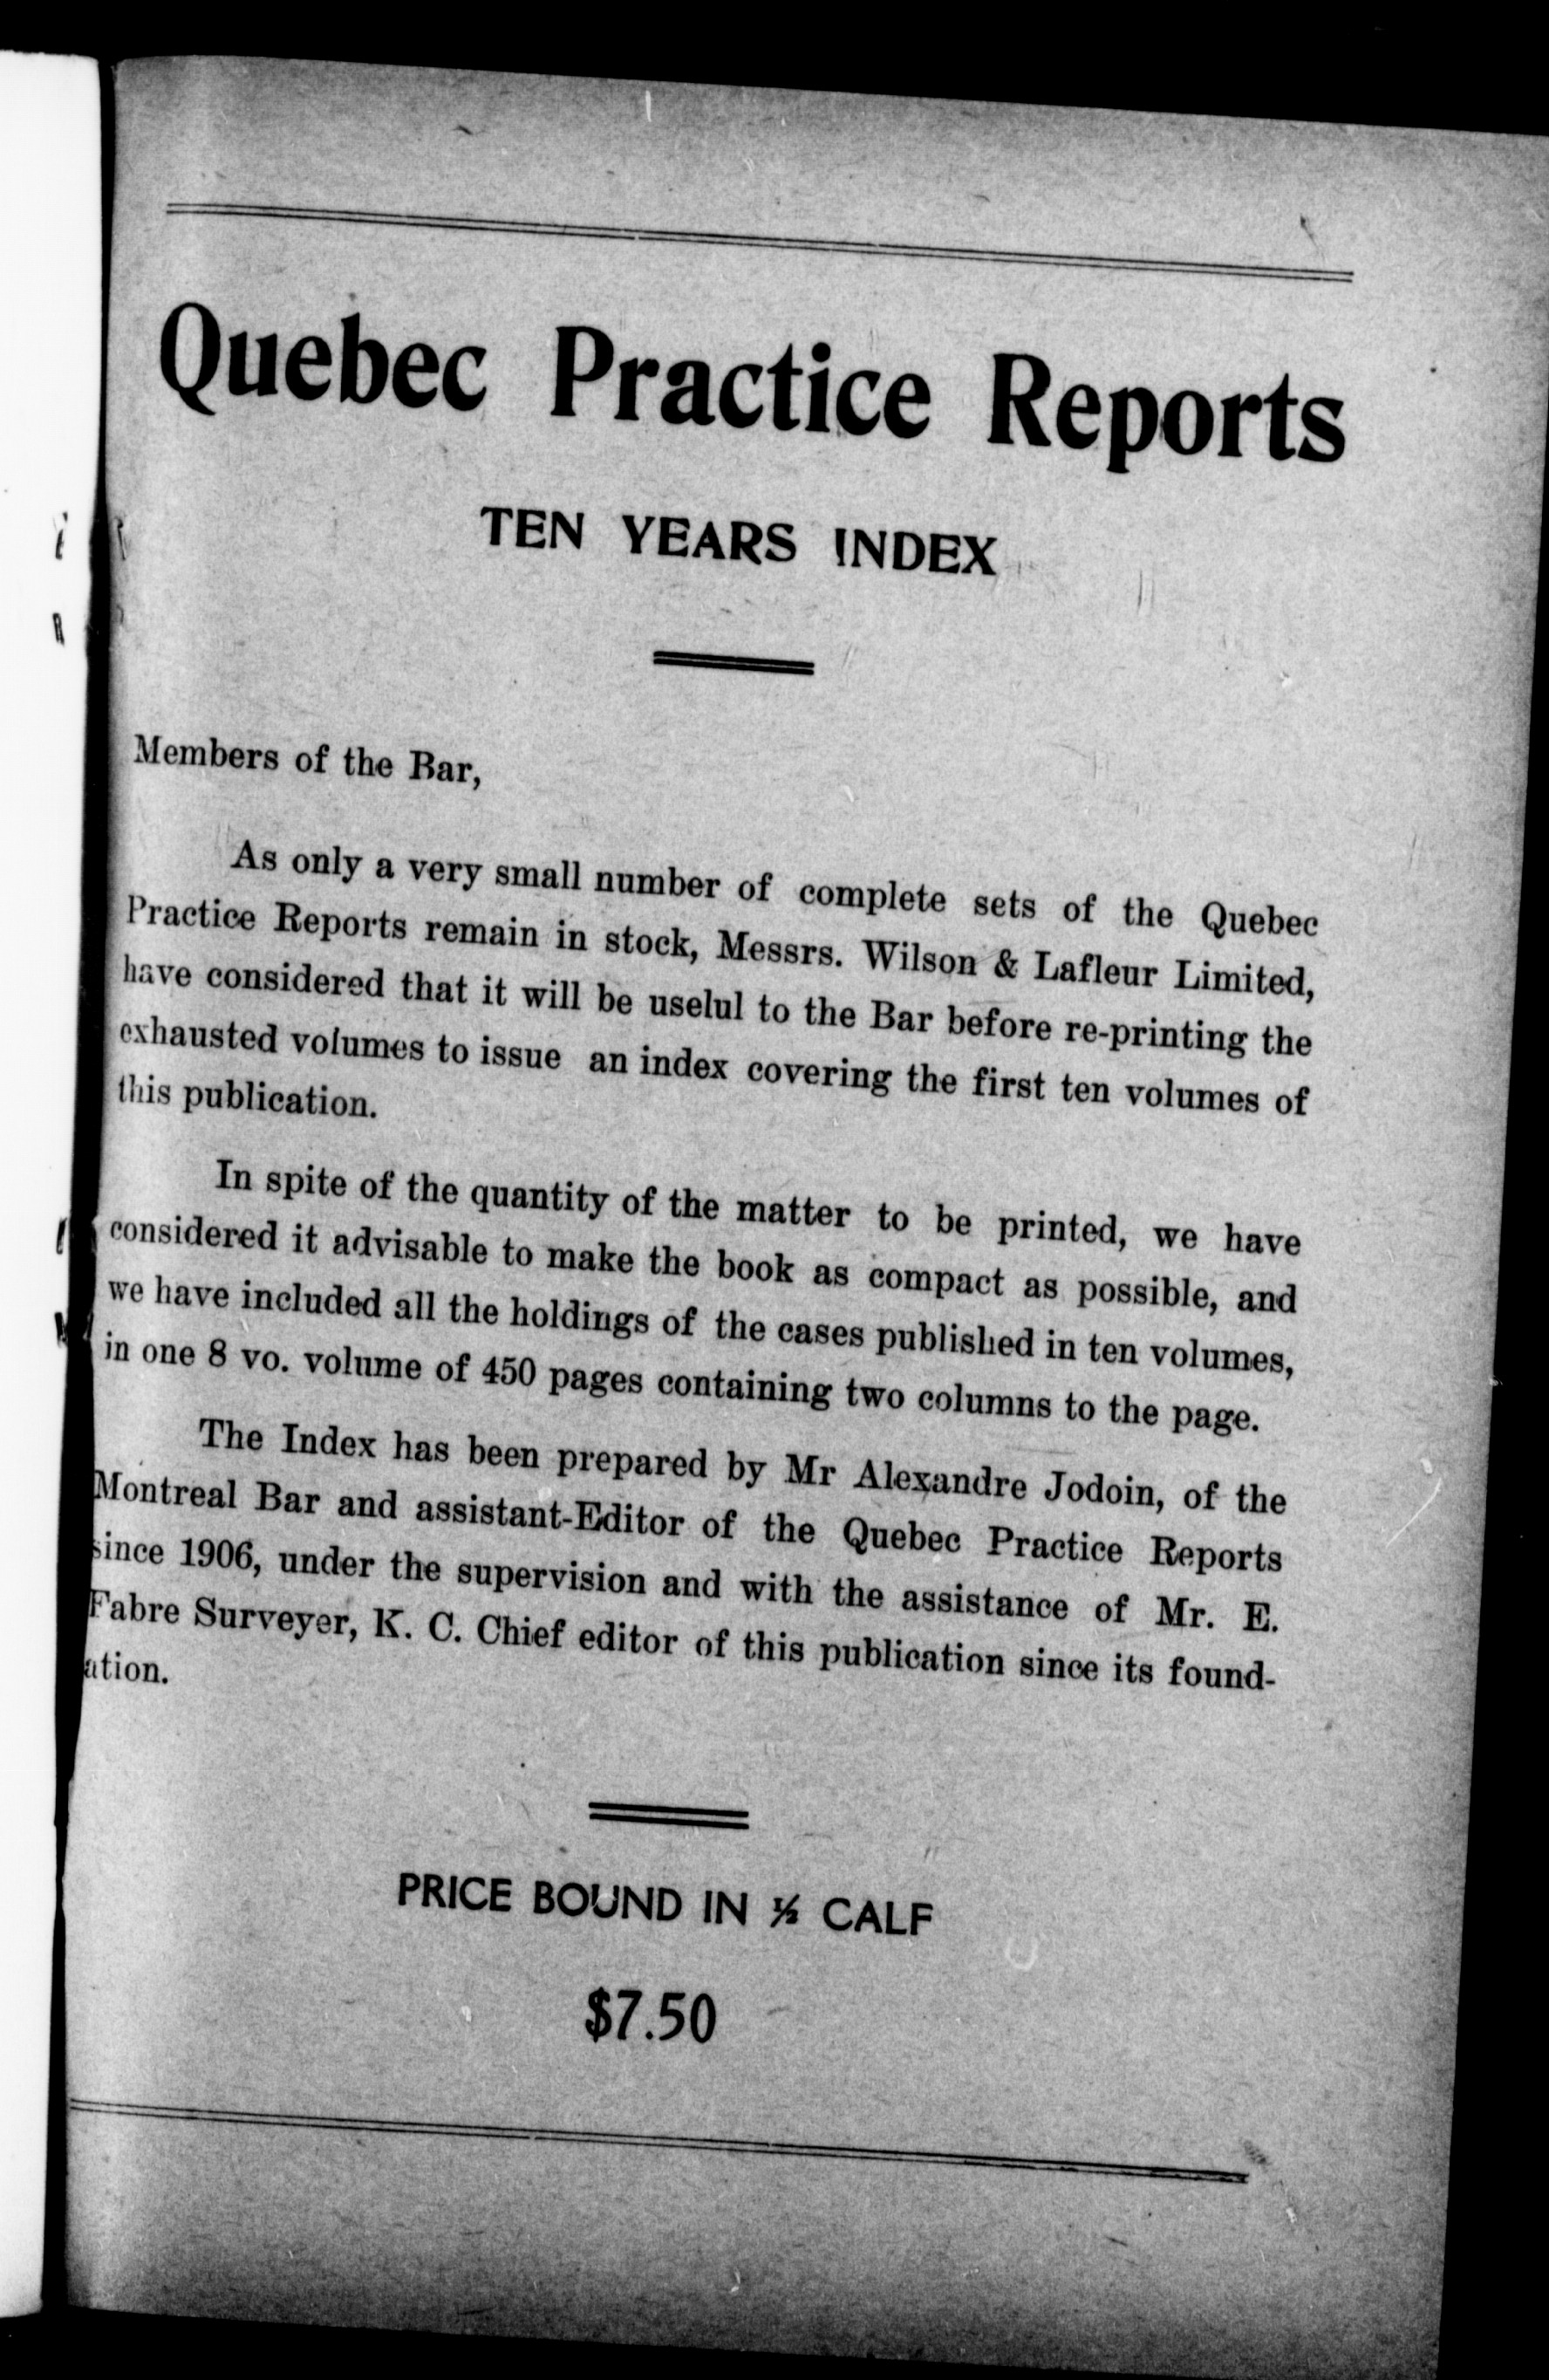 Quebec Practice Reports
TEN YEARS INDEX
Members of the Bar,
As only a very small number of complete sets of the Quebec
Practice Reports remain in stock, Messrs. Wilson & Lafleur Limited,
have considered that it will be uselul to the Bar before re-printing the
exhausted volumes to issue an index covering the first ten volumes of
this publication.
In spite of the quantity of the matter to be printed, we have
considered it advisable to make the book as compact as possible, and
we have included all the holdings of the cases published in ten volumes,
in one 8 vo. volume of 450 pages containing two columns to the page.
The Index has been prepared by Mr Alexandre Jodoin, of the
Montreal Bar and assistant-Editor of the Quebec Practice Reports
since 1906, under the supervision and with the assistance of Mr. E.
Fabre Surveyer, K. C. Chief editor of this publication since its found-
ation.
PRICE BOUND IN ½ CALF
$7.50